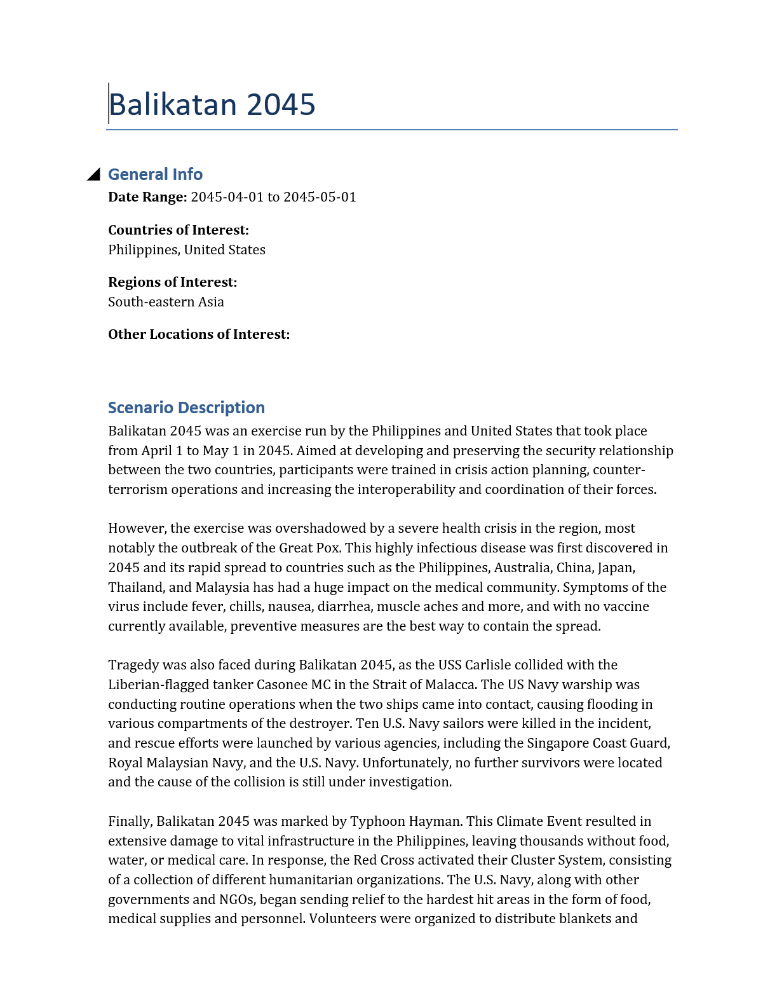 Balikatan 2045
General Info
Date Range: 2045-04-01 to 2045-05-01
Countries of Interest:
Philippines, United States
Regions of Interest:
South-eastern Asia
Other Locations of Interest:
Scenario Description
Balikatan 2045 was an exercise run by the Philippines and United States that took place
from April 1 to May 1 in 2045. Aimed at developing and preserving the security relationship
between the two countries, participants were trained in crisis action planning, counter-
terrorism operations and increasing the interoperability and coordination of their forces.
However, the exercise was overshadowed by a severe health crisis in the region, most
notably the outbreak of the Great Pox. This highly infectious disease was first discovered in
2045 and its rapid spread to countries such as the Philippines, Australia, China, Japan,
Thailand, and Malaysia has had a huge impact on the medical community. Symptoms of the
virus include fever, chills, nausea, diarrhea, muscle aches and more, and with no vaccine
currently available, preventive measures are the best way to contain the spread.
Tragedy was also faced during Balikatan 2045, as the USS Carlisle collided with the
Liberian-flagged tanker Casonee MC in the Strait of Malacca. The US Navy warship was
conducting routine operations when the two ships came into contact, causing flooding in
various compartments of the destroyer. Ten U.S. Navy sailors were killed in the incident,
and rescue efforts were launched by various agencies, including the Singapore Coast Guard,
Royal Malaysian Navy, and the U.S. Navy. Unfortunately, no further survivors were located
and the cause of the collision is still under investigation.
Finally, Balikatan 2045 was marked by Typhoon Hayman. This Climate Event resulted in
extensive damage to vital infrastructure in the Philippines, leaving thousands without food,
water, or medical care. In response, the Red Cross activated their Cluster System, consisting
of a collection of different humanitarian organizations. The U.S. Navy, along with other
governments and NGOs, began sending relief to the hardest hit areas in the form of food,
medical supplies and personnel. Volunteers were organized to distribute blankets and